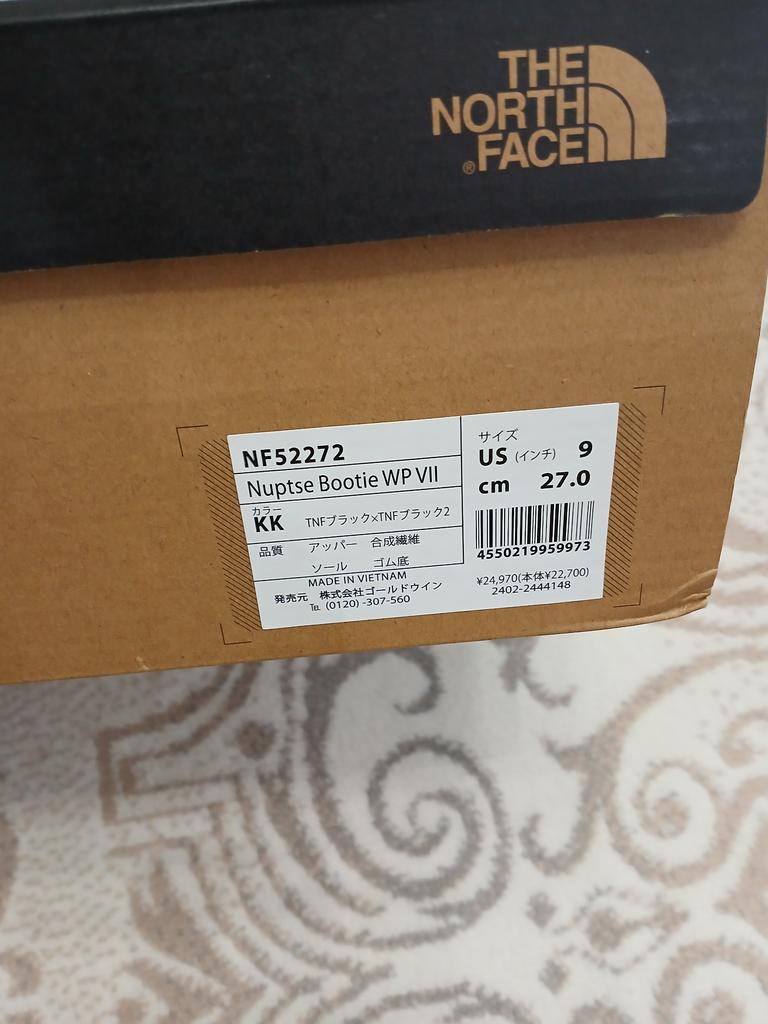 THE
NORTH
FACE
®
NF52272
Nuptse Bootie WP VII
カラー
KK TNFブラック×TNFブラック2
品質 アッパー 合成繊維
ソール ゴム底
MADE IN VIETNAM
発売元 株式会社ゴールドウイン
TEL (0120)-307-560
サイズ
US (インチ) 9
cm 27.0
4550219959973
¥24,970(本体¥22,700)
2402-2444148